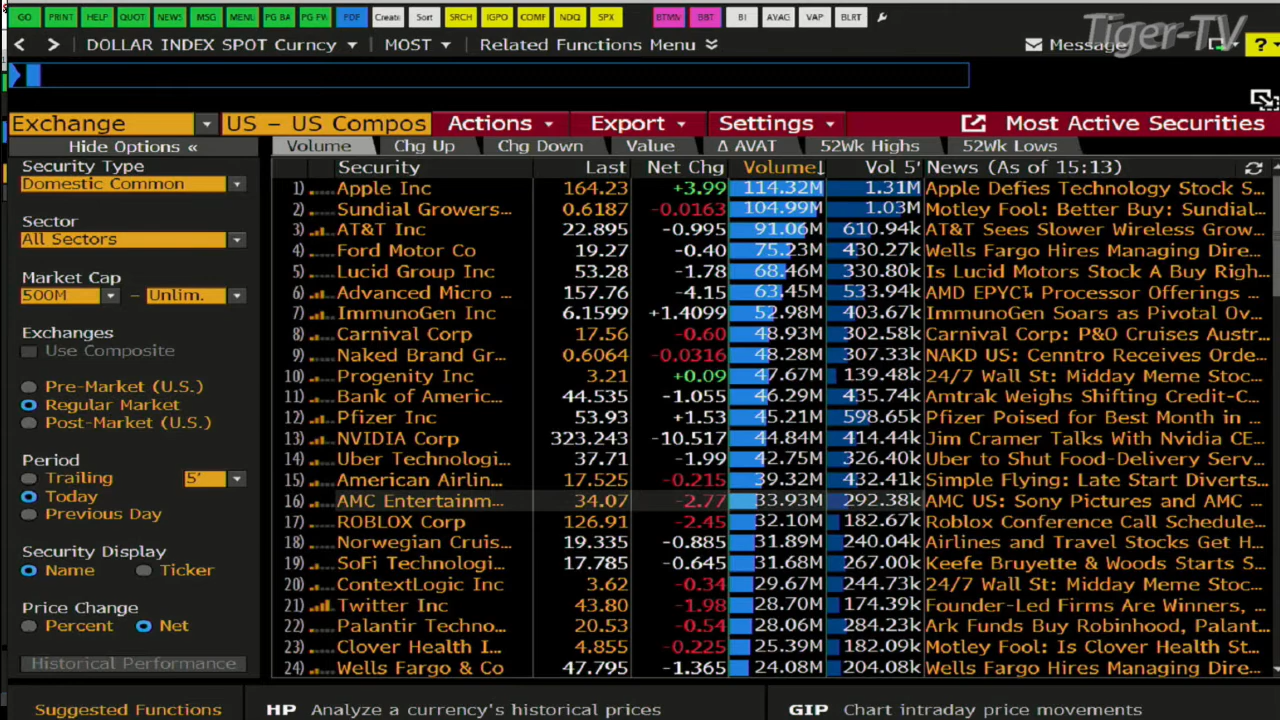 GO PRINT HELP QUOT NEWS MSG MENU PG BA PG FW PDF Create Sort SRCH IGPO COMF NDQ SPX BTMW BBT BI AVAG VAP BLRT
Tiger-TV
DOLLAR INDEX SPOT Curncy MOST Related Functions Menu Message ?
Exchange US - US Compos Actions Export Settings Most Active Securities
Hide Options « Volume Chg Up Chg Down Value Δ AVAT 52Wk Highs 52Wk Lows
Security Type
Domestic Common
Sector
All Sectors
Market Cap
500M - Unlim.
Exchanges
Use Composite
Pre-Market (U.S.)
Regular Market
Post-Market (U.S.)
Period
Trailing 5'
Today
Previous Day
Security Display
Name Ticker
Price Change
Percent Net
Historical Performance
Security Last Net Chg Volume↓ Vol 5' News (As of 15:13)
1) Apple Inc 164.23 +3.99 114.32M 1.31M Apple Defies Technology Stock S...
2) Sundial Growers... 0.6187 -0.0163 104.99M 1.03M Motley Fool: Better Buy: Sundial...
3) AT&T Inc 22.895 -0.995 91.06M 610.94k AT&T Sees Slower Wireless Grow...
4) Ford Motor Co 19.27 -0.40 75.23M 430.27k Wells Fargo Hires Managing Dire...
5) Lucid Group Inc 53.28 -1.78 68.46M 330.80k Is Lucid Motors Stock A Buy Righ...
6) Advanced Micro ... 157.76 -4.15 63.45M 533.94k AMD EPYC Processor Offerings ...
7) ImmunoGen Inc 6.1599 +1.4099 52.98M 403.67k ImmunoGen Soars as Pivotal Ov...
8) Carnival Corp 17.56 -0.60 48.93M 302.58k Carnival Corp: P&O Cruises Austr...
9) Naked Brand Gr... 0.6064 -0.0316 48.28M 307.33k NAKD US: Cenntro Receives Orde...
10) Progenity Inc 3.21 +0.09 47.67M 139.48k 24/7 Wall St: Midday Meme Stoc...
11) Bank of Americ... 44.535 -1.055 46.29M 435.74k Amtrak Weighs Shifting Credit-C...
12) Pfizer Inc 53.93 +1.53 45.21M 598.65k Pfizer Poised for Best Month in ...
13) NVIDIA Corp 323.243 -10.517 44.84M 414.44k Jim Cramer Talks With Nvidia CE...
14) Uber Technologi... 37.71 -1.99 42.75M 326.40k Uber to Shut Food-Delivery Serv...
15) American Airlin... 17.525 -0.215 39.32M 432.41k Simple Flying: Late Start Diverts...
16) AMC Entertainm... 34.07 -2.77 33.93M 292.38k AMC US: Sony Pictures and AMC ...
17) ROBLOX Corp 126.91 -2.45 32.10M 182.67k Roblox Conference Call Schedule...
18) Norwegian Cruis... 19.335 -0.885 31.89M 240.04k Airlines and Travel Stocks Get H...
19) SoFi Technologi... 17.785 -0.645 31.68M 267.00k Keefe Bruyette & Woods Starts S...
20) ContextLogic Inc 3.62 -0.34 29.67M 244.73k 24/7 Wall St: Midday Meme Stoc...
21) Twitter Inc 43.80 -1.98 28.70M 174.39k Founder-Led Firms Are Winners, ...
22) Palantir Techno... 20.53 -0.54 28.06M 284.23k Ark Funds Buy Robinhood, Palant...
23) Clover Health I... 4.855 -0.225 25.39M 182.09k Motley Fool: Is Clover Health St...
24) Wells Fargo & Co 47.795 -1.365 24.08M 204.08k Wells Fargo Hires Managing Dire...
Suggested Functions HP Analyze a currency's historical prices GIP Chart intraday price movements